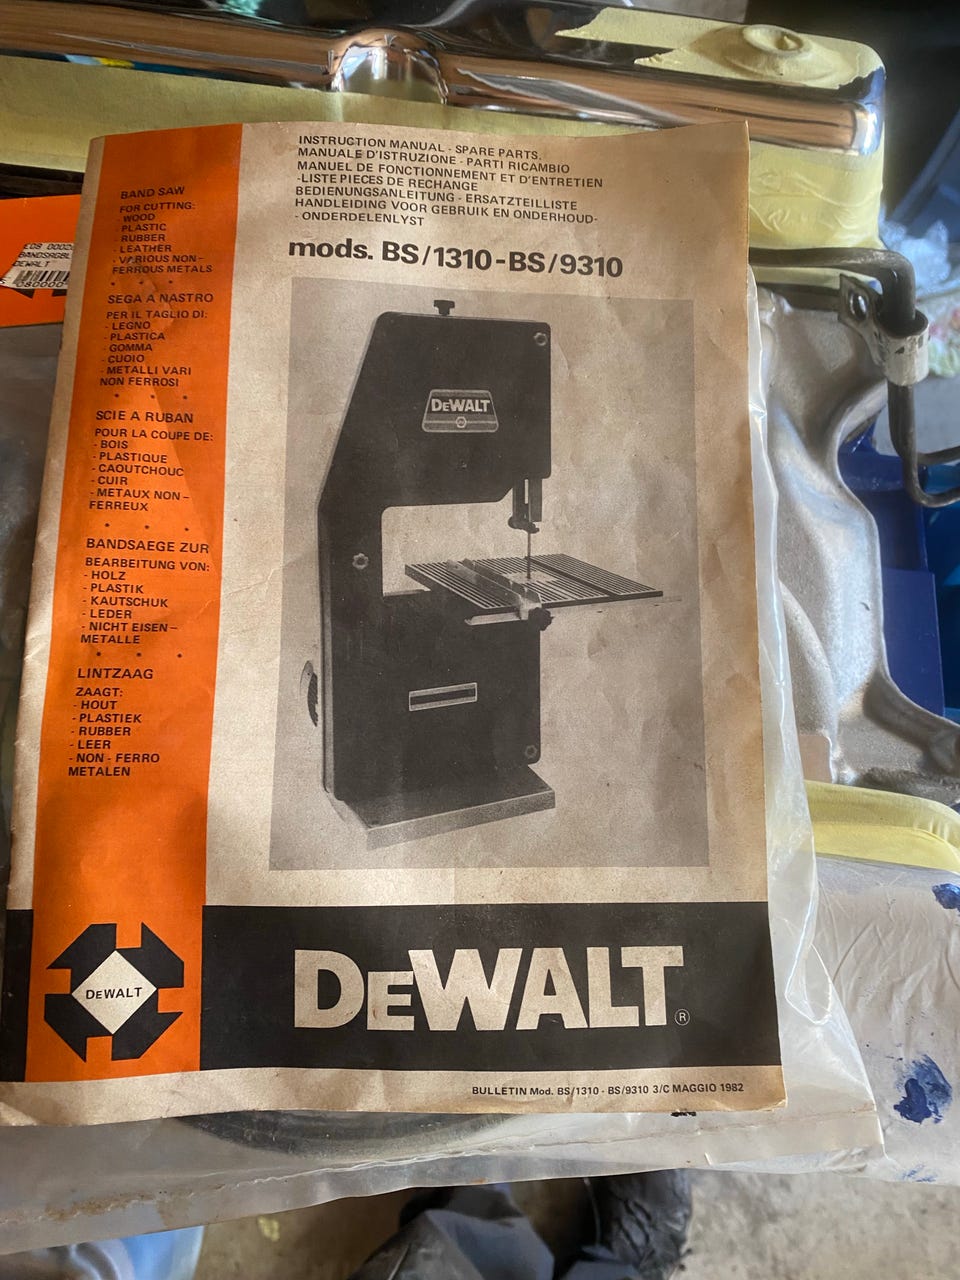 INSTRUCTION MANUAL - SPARE PARTS.
MANUALE D'ISTRUZIONE - PARTI RICAMBIO
MANUEL DE FONCTIONNEMENT ET D'ENTRETIEN
-LISTE PIECES DE RECHANGE
BEDIENUNGSANLEITUNG - ERSATZTEILLISTE
HANDLEIDING VOOR GEBRUIK EN ONDERHOUD-
- ONDERDELENLYST
mods. BS/1310-BS/9310
BAND SAW
FOR CUTTING:
- WOOD
- PLASTIC
- RUBBER
- LEATHER
- VARIOUS NON-
FERROUS METALS
* * *
SEGA A NASTRO
PER IL TAGLIO DI:
- LEGNO
- PLASTICA
- GOMMA
- CUOIO
- METALLI VARI
NON FERROSI
* * *
SCIE A RUBAN
POUR LA COUPE DE:
- BOIS
- PLASTIQUE
- CAOUTCHOUC
- CUIR
- METAUX NON-
FERREUX
* * *
BANDSAEGE ZUR
BEARBEITUNG VON:
- HOLZ
- PLASTIK
- KAUTSCHUK
- LEDER
- NICHT EISEN-
METALLE
* * *
LINTZAAG
ZAAGT:
- HOUT
- PLASTIEK
- RUBBER
- LEER
- NON - FERRO
METALEN
DEWALT
DEWALT
DEWALT®
BULLETIN Mod. BS/1310 - BS/9310 3/C MAGGIO 1982
DEWALT